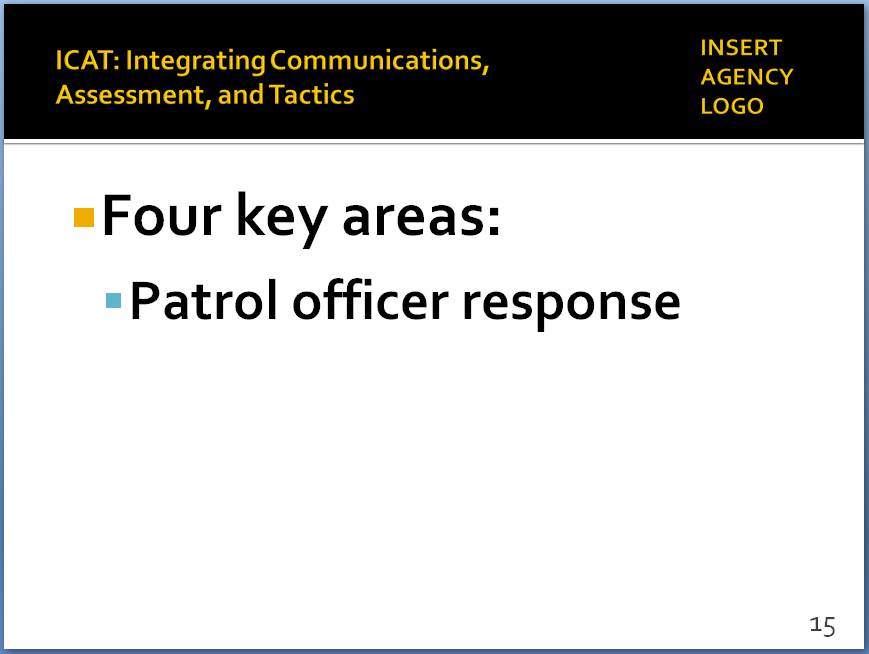 ICAT: Integrating Communications,
Assessment, and Tactics
INSERT
AGENCY
LOGO
Four key areas:
Patrol officer response
15